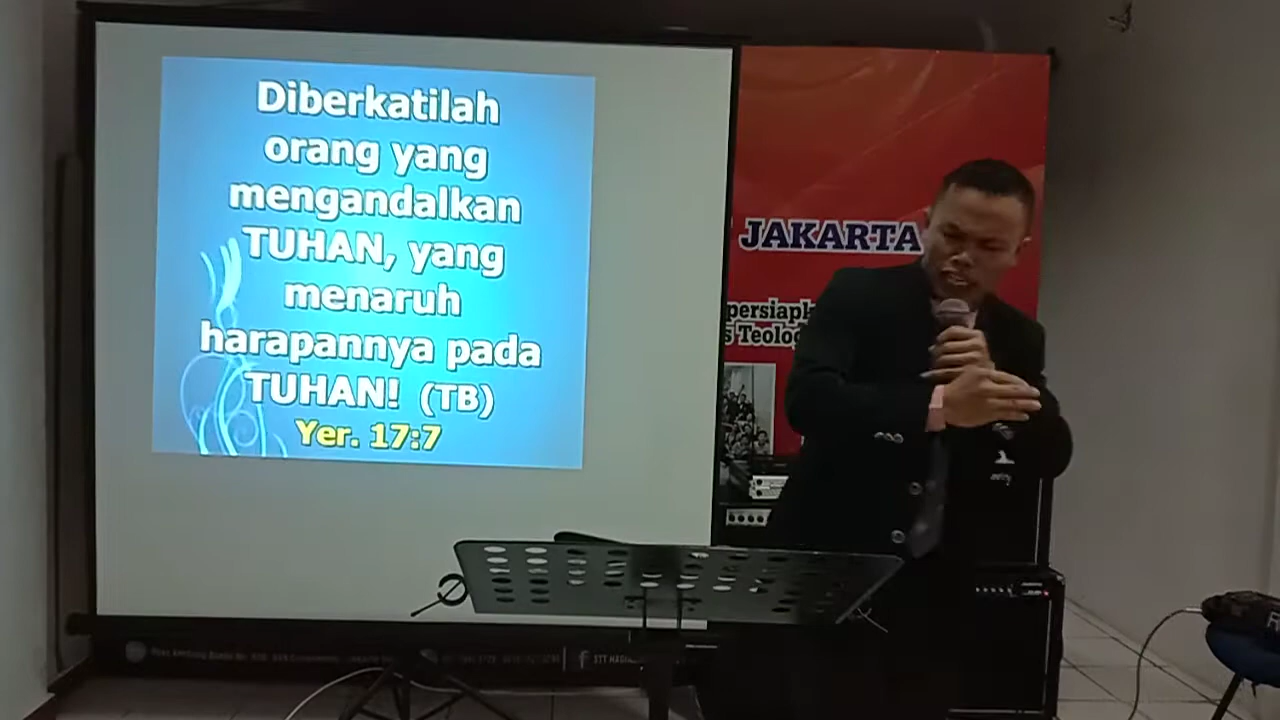 Diberkatilah
orang yang
mengandalkan
TUHAN, yang
menaruh
harapannya pada
TUHAN! (TB)
Yer. 17:7
JAKARTA